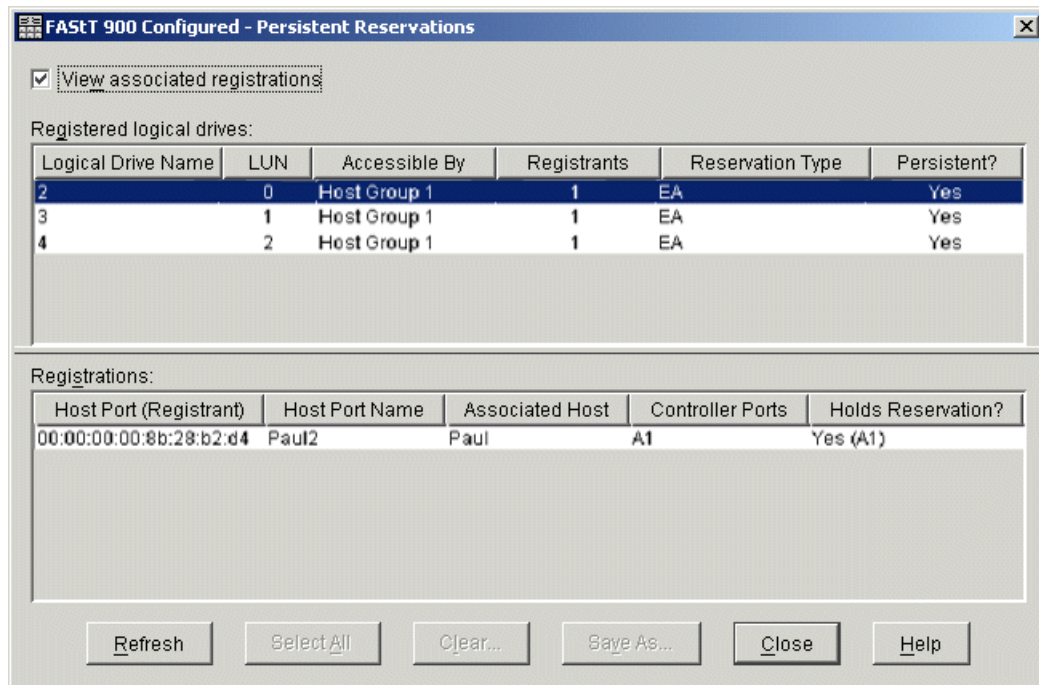 FAStT 900 Configured - Persistent Reservations
View associated registrations
Registered logical drives:
Logical Drive Name LUN Accessible By Registrants Reservation Type Persistent?
2 0 Host Group 1 1 EA Yes
3 1 Host Group 1 1 EA Yes
4 2 Host Group 1 1 EA Yes
Registrations:
Host Port (Registrant) Host Port Name Associated Host Controller Ports Holds Reservation?
00:00:00:00:8b:28:b2:d4 Paul2 Paul A1 Yes (A1)
Refresh Select All Clear... Save As... Close Help